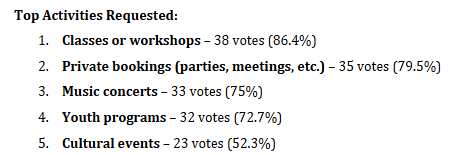 Top Activities Requested:
1. Classes or workshops – 38 votes (86.4%)
2. Private bookings (parties, meetings, etc.) – 35 votes (79.5%)
3. Music concerts – 33 votes (75%)
4. Youth programs – 32 votes (72.7%)
5. Cultural events – 23 votes (52.3%)